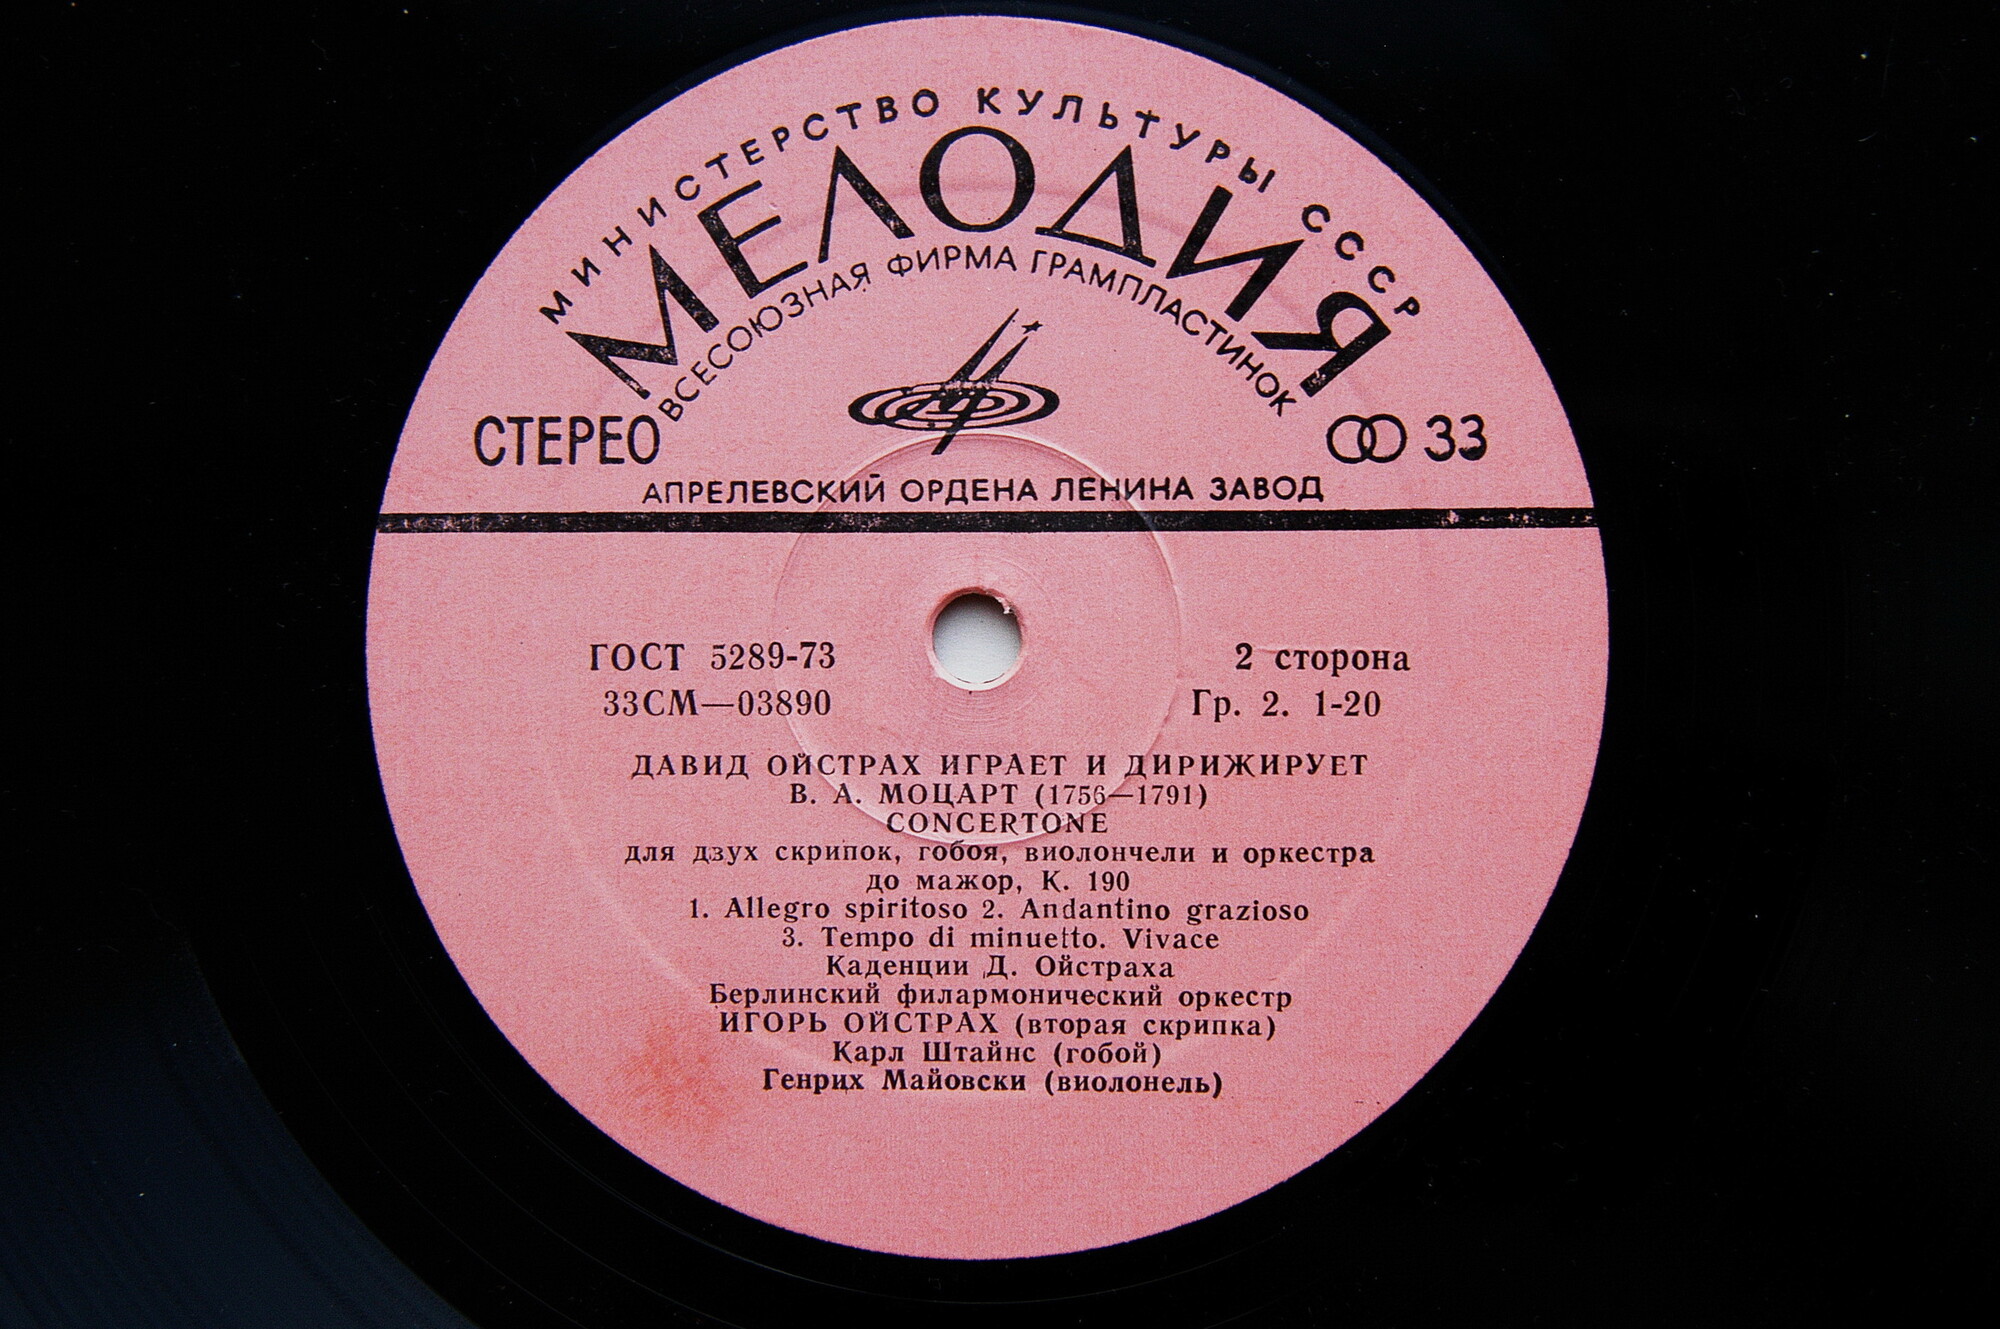 МИНИСТЕРСТВО КУЛЬТУРЫ СССР
МЕЛОДИЯ
ВСЕСОЮЗНАЯ ФИРМА ГРАМПЛАСТИНОК
СТЕРЕО
33
АПРЕЛЕВСКИЙ ОРДЕНА ЛЕНИНА ЗАВОД
ГОСТ 5289-73
2 сторона
33СМ—03890
Гр. 2. 1-20
ДАВИД ОЙСТРАХ ИГРАЕТ И ДИРИЖИРУЕТ
В. А. МОЦАРТ (1756—1791)
CONCERTONE
для двух скрипок, гобоя, виолончели и оркестра
до мажор, К. 190
1. Allegro spiritoso 2. Andantino grazioso
3. Tempo di minuetto. Vivace
Каденции Д. Ойстраха
Берлинский филармонический оркестр
ИГОРЬ ОЙСТРАХ (вторая скрипка)
Карл Штайнс (гобой)
Генрих Майовски (виолонель)